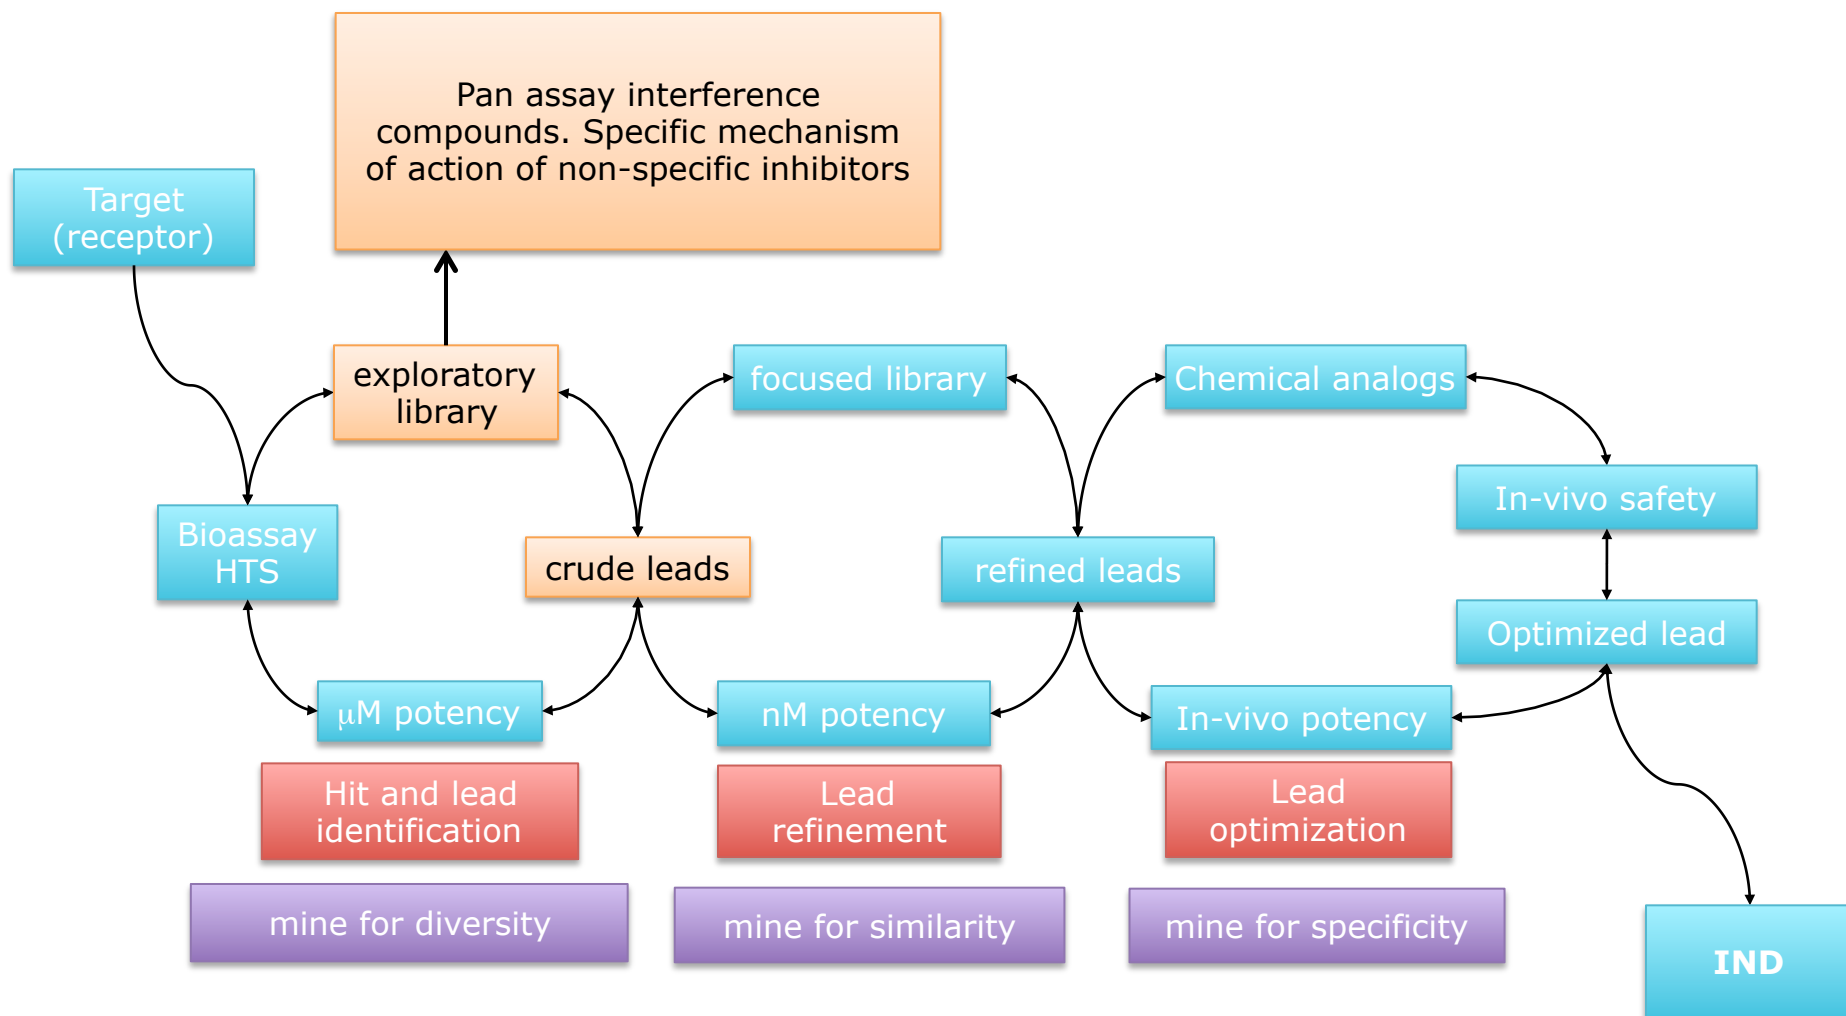 Pan assay interference
compounds. Specific mechanism
of action of non-specific inhibitors
Target
(receptor)
exploratory
library
focused library
Chemical analogs
In-vivo safety
Bioassay
HTS
crude leads
refined leads
Optimized lead
μM potency
nM potency
In-vivo potency
Hit and lead
identification
Lead
refinement
Lead
optimization
mine for diversity
mine for similarity
mine for specificity
IND